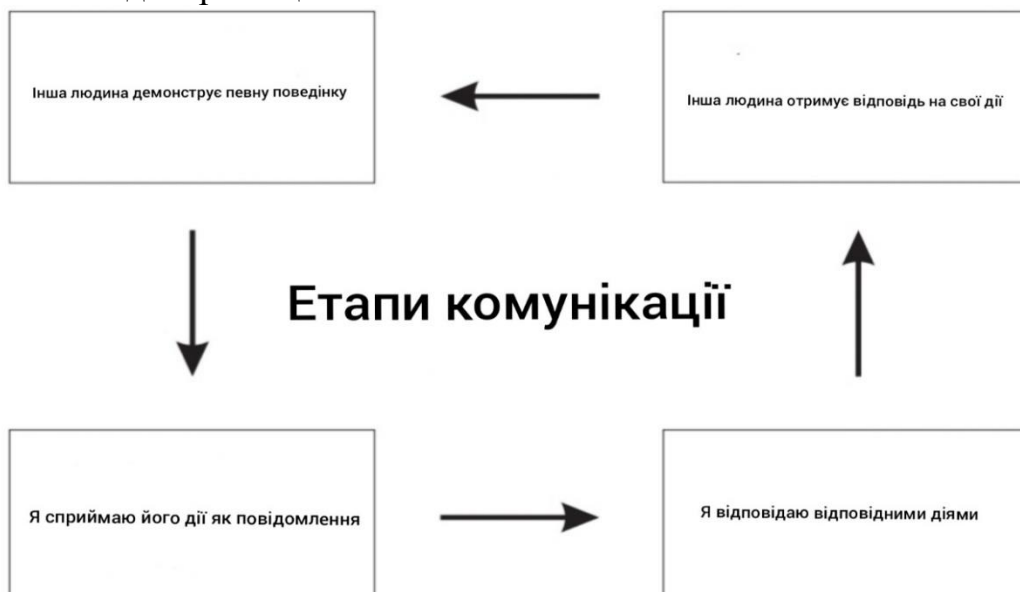 Інша людина демонструє певну поведінку
Інша людина отримує відповідь на свої дії
Етапи комунікації
Я сприймаю його дії як повідомлення
Я відповідаю відповідними діями